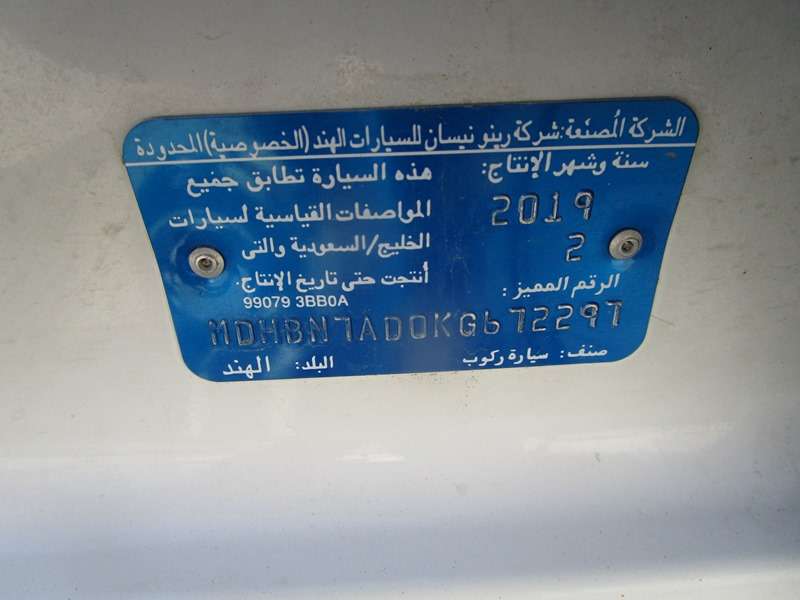 الشركة المُصنّعة: شركة رينو نيسان للسيارات الهند (الخصوصية) المحدودة
سنة وشهر الإنتاج:
2019
2
الرقم المميز:
هذه السيارة تطابق جميع
المواصفات القياسية لسيارات
الخليج/السعودية والتى
أنتجت حتى تاريخ الإنتاج.
99079 3BB0A
MDHBN7AD0KG672297
صنف: سيارة ركوب
البلد: الهند